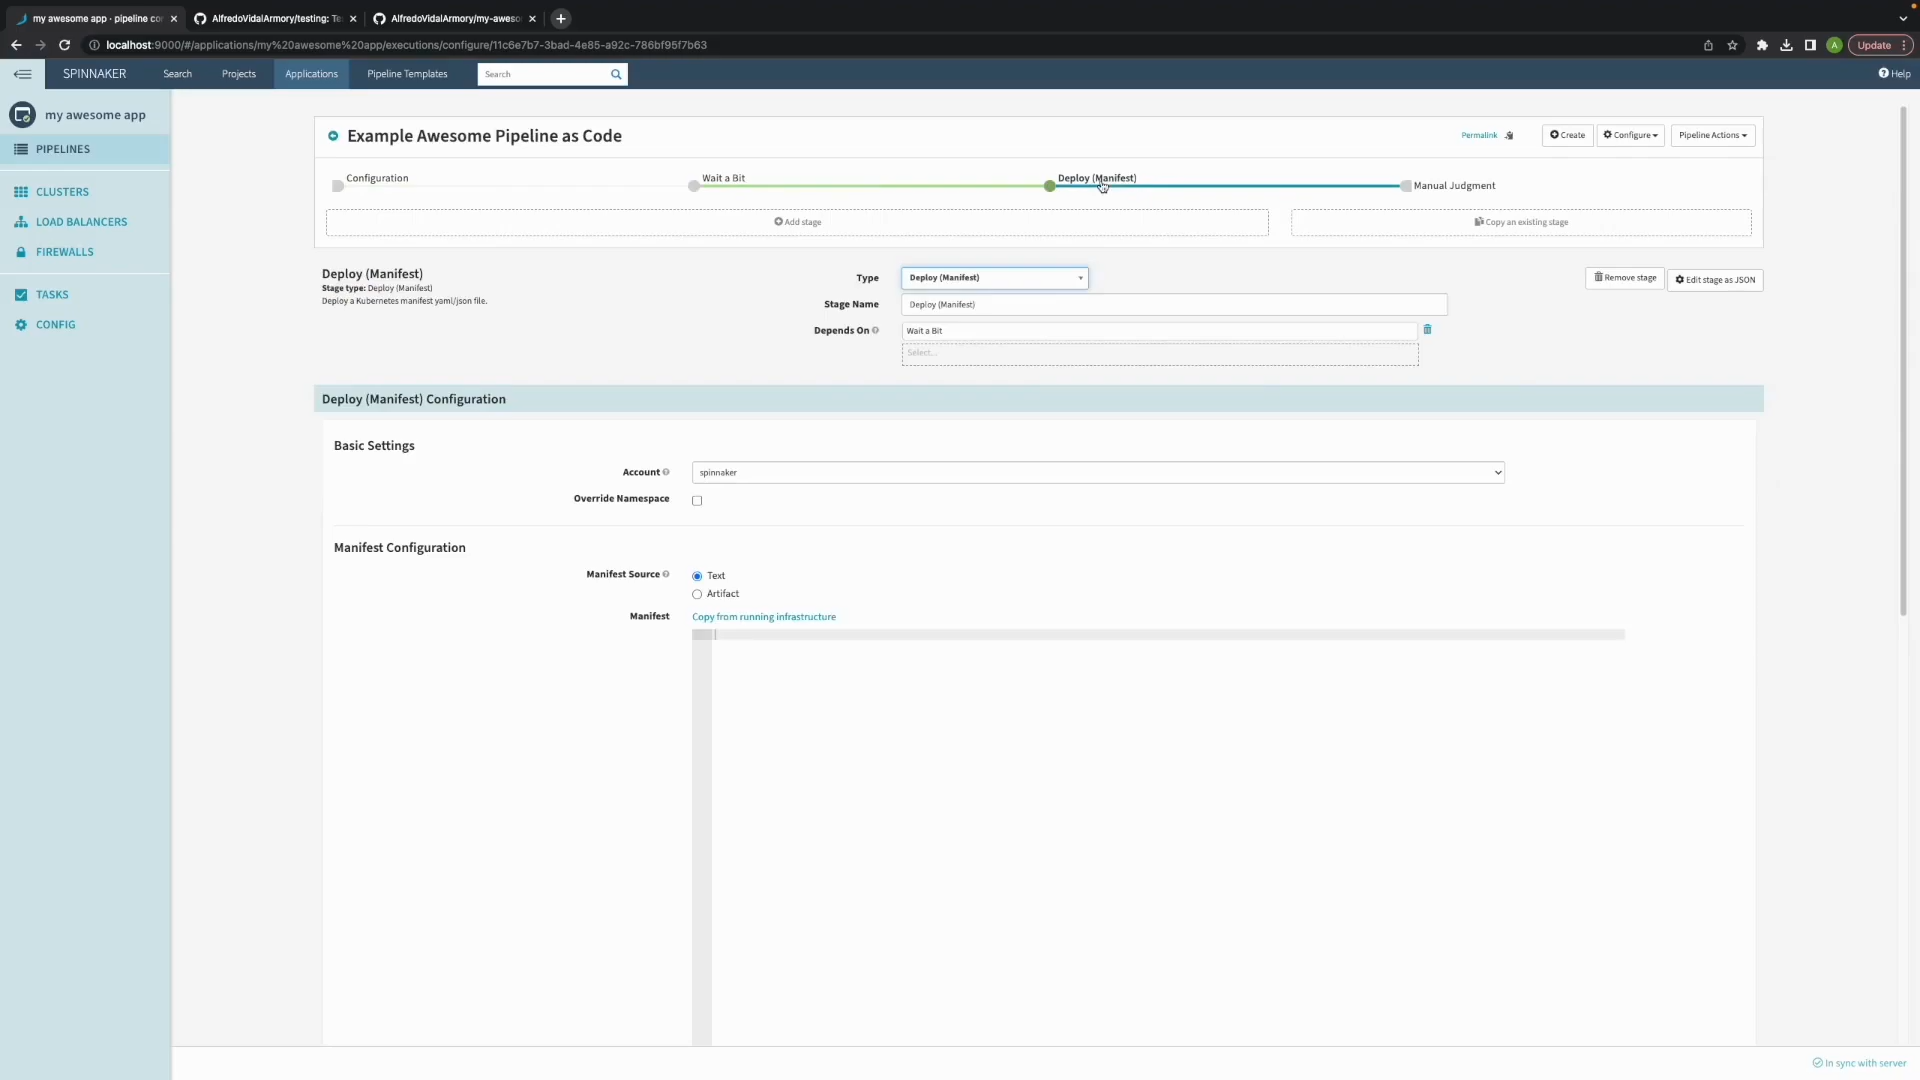 my awesome app · pipeline con
AlfredoVidalArmory/testing: Te
AlfredoVidalArmory/my-aweso
localhost:9000/#/applications/my%20awesome%20app/executions/configure/11c6e7b7-3bad-4e85-a92c-786bf95f7b63
A
Update
SPINNAKER
Search
Projects
Applications
Pipeline Templates
Search
Help
my awesome app
PIPELINES
CLUSTERS
LOAD BALANCERS
FIREWALLS
TASKS
CONFIG
Example Awesome Pipeline as Code
Permalink
Create
Configure
Pipeline Actions
Configuration
Wait a Bit
Deploy (Manifest)
Manual Judgment
Add stage
Copy an existing stage
Deploy (Manifest)
Stage type: Deploy (Manifest)
Deploy a Kubernetes manifest yaml/json file.
Type
Deploy (Manifest)
Remove stage
Edit stage as JSON
Stage Name
Deploy (Manifest)
Depends On
Wait a Bit
Select...
Deploy (Manifest) Configuration
Basic Settings
Account
spinnaker
Override Namespace
Manifest Configuration
Manifest Source
Text
Artifact
Manifest
Copy from running infrastructure
In sync with server